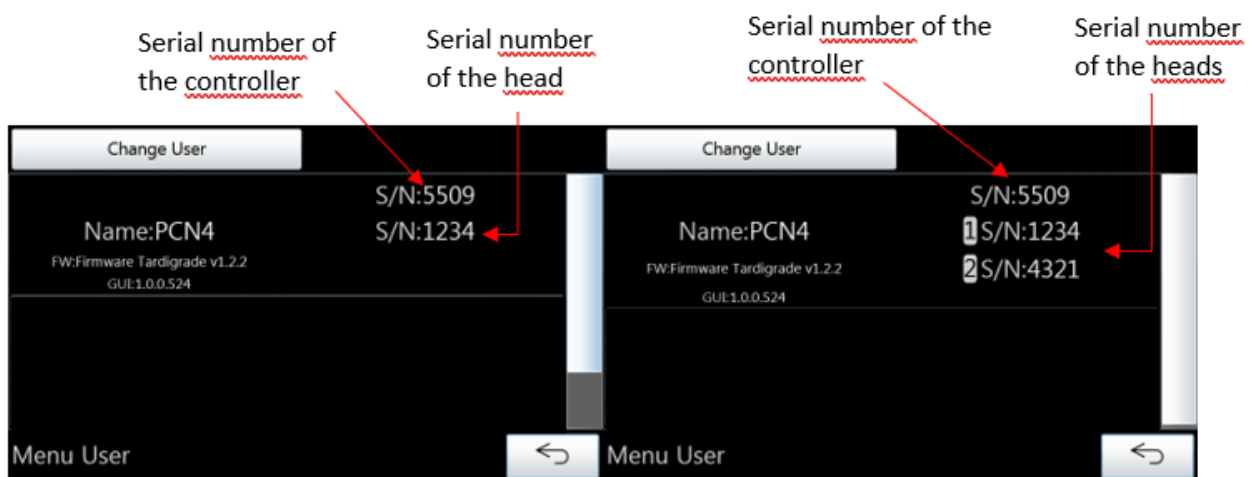 Serial number of
the controller
Serial number
of the head
Serial number of the
controller
Serial number
of the heads
Change User
S/N:5509
Name:PCN4
S/N:1234
FW:Firmware Tardigrade v1.2.2
GUI:1.0.0.524
Menu User
Change User
S/N:5509
Name:PCN4
1 S/N:1234
FW:Firmware Tardigrade v1.2.2
2 S/N:4321
GUI:1.0.0.524
Menu User